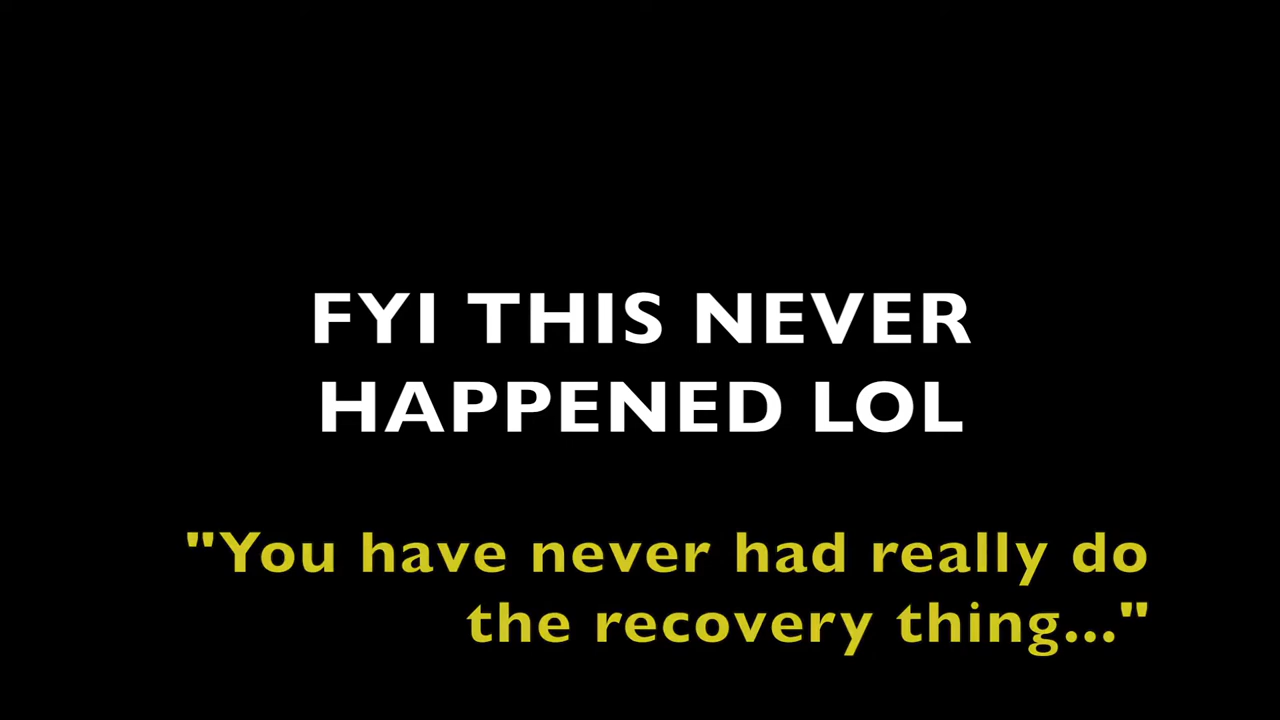 FYI THIS NEVER
HAPPENED LOL
"You have never had really do
the recovery thing..."